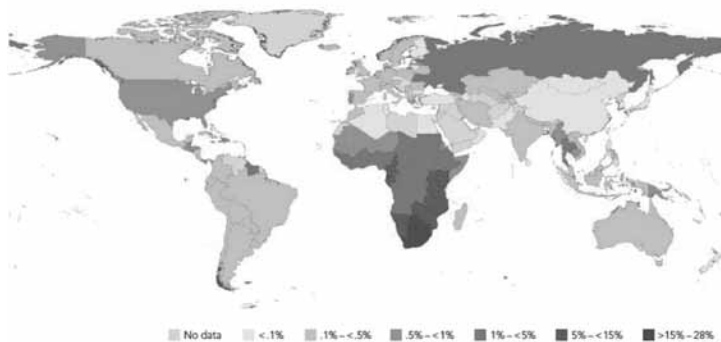 No data <.1% .1% – <.5% .5% – <1% 1% – <5% 5% – <15% >15% – 28%